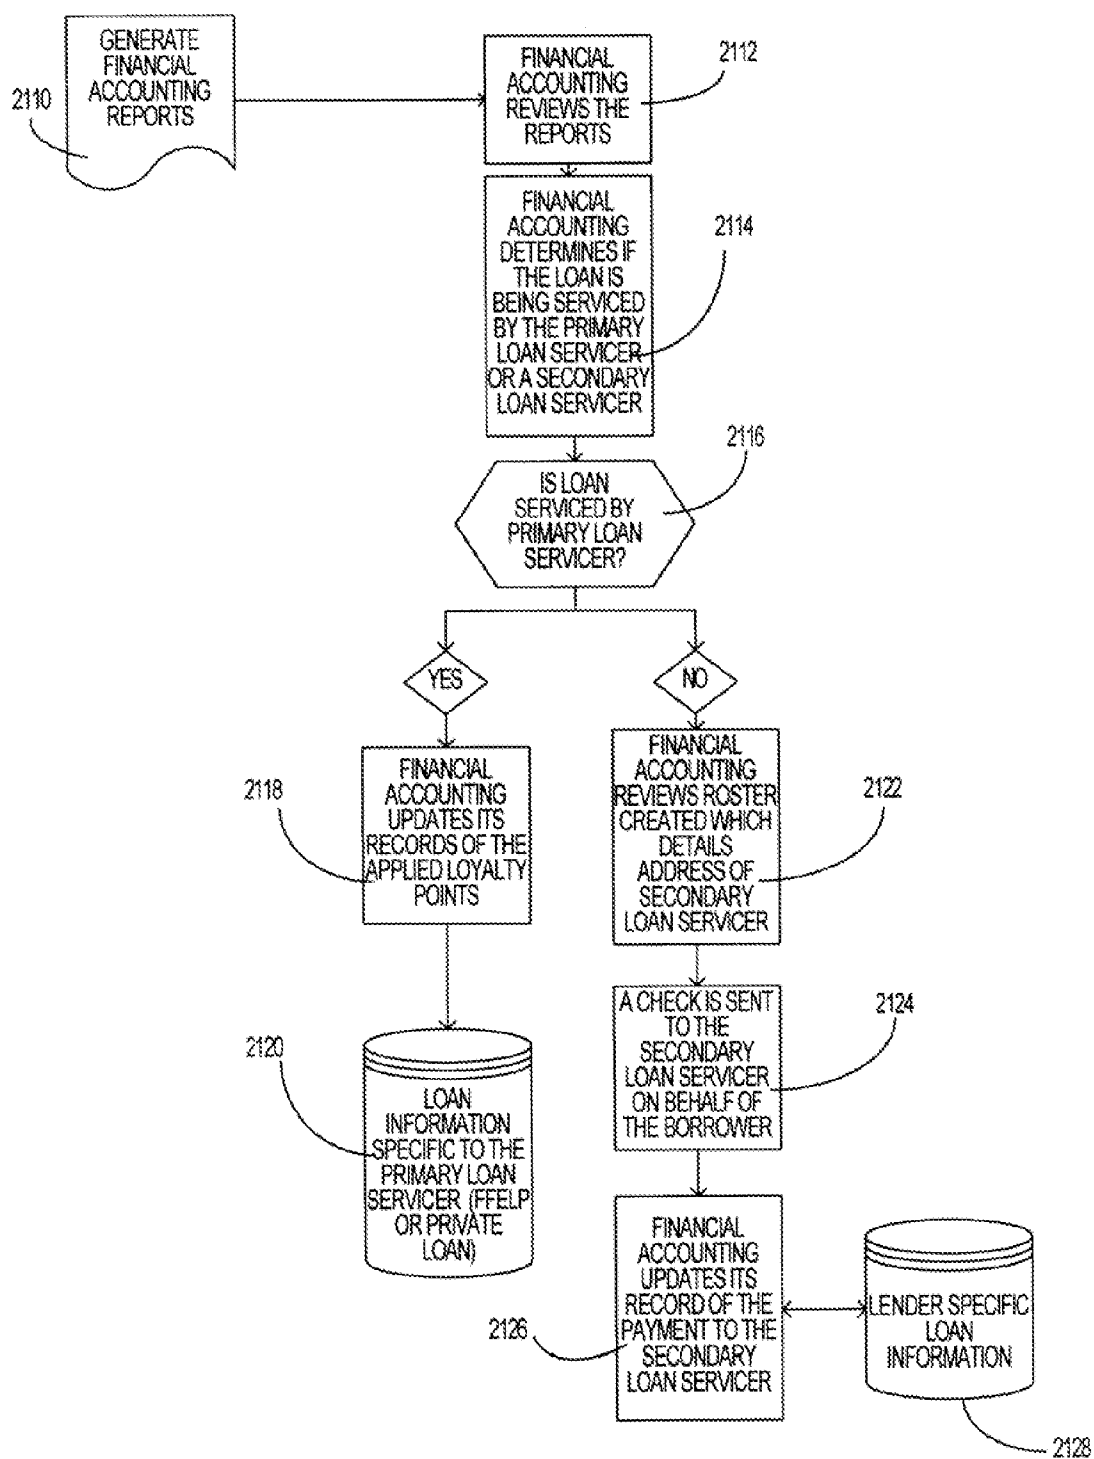 GENERATE
FINANCIAL
ACCOUNTING
REPORTS
2110
FINANCIAL
ACCOUNTING
REVIEWS THE
REPORTS
2112
FINANCIAL
ACCOUNTING
DETERMINES IF
THE LOAN IS
BEING SERVICED
BY THE PRIMARY
LOAN SERVICER
OR A SECONDARY
LOAN SERVICER
2114
IS LOAN
SERVICED BY
PRIMARY LOAN
SERVICER?
2116
YES
NO
FINANCIAL
ACCOUNTING
UPDATES ITS
RECORDS OF THE
APPLIED LOYALTY
POINTS
2118
FINANCIAL
ACCOUNTING
REVIEWS ROSTER
CREATED WHICH
DETAILS
ADDRESS OF
SECONDARY
LOAN SERVICER
2122
LOAN
INFORMATION
SPECIFIC TO THE
PRIMARY LOAN
SERVICER (FFELP
OR PRIVATE
LOAN)
2120
A CHECK IS SENT
TO THE
SECONDARY
LOAN SERVICER
ON BEHALF OF
THE BORROWER
2124
FINANCIAL
ACCOUNTING
UPDATES ITS
RECORD OF THE
PAYMENT TO THE
SECONDARY
LOAN SERVICER
2126
LENDER SPECIFIC
LOAN
INFORMATION
2128